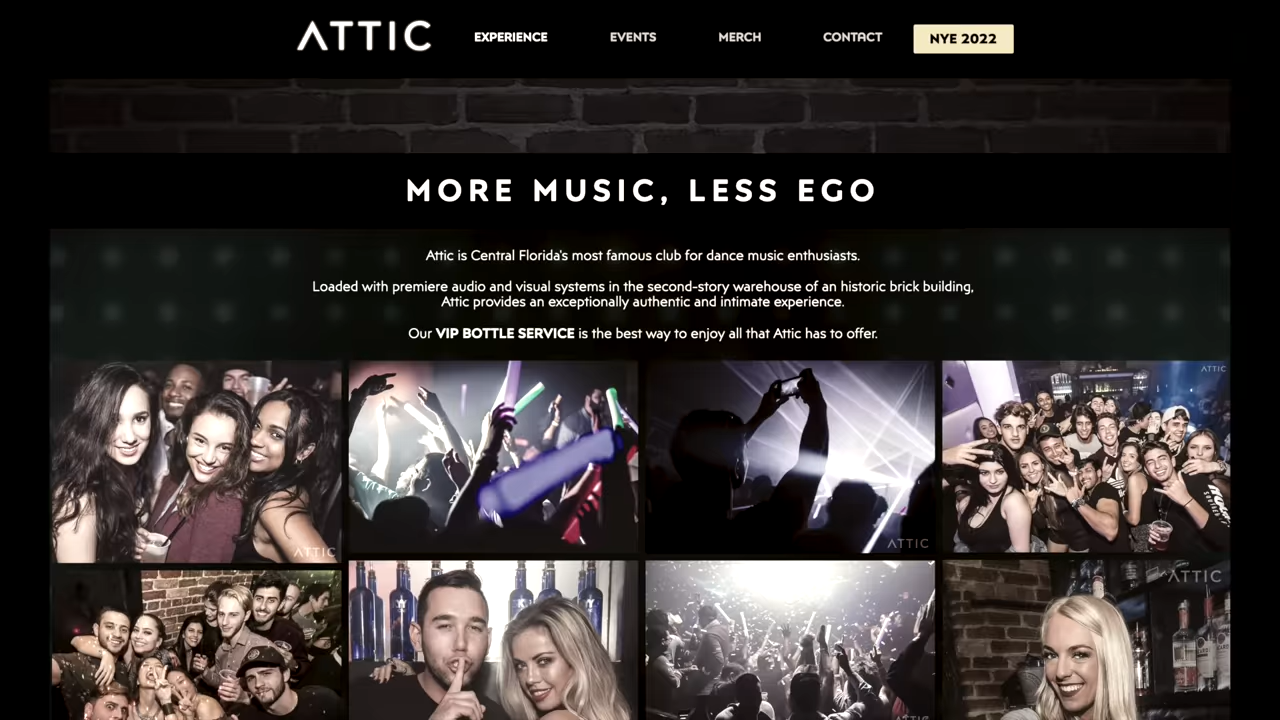 ATTIC
EXPERIENCE
EVENTS
MERCH
CONTACT
NYE 2022
MORE MUSIC, LESS EGO
Attic is Central Florida's most famous club for dance music enthusiasts.
Loaded with premiere audio and visual systems in the second-story warehouse of an historic brick building,
Attic provides an exceptionally authentic and intimate experience.
Our VIP BOTTLE SERVICE is the best way to enjoy all that Attic has to offer.
ATTIC
ATTIC
ATTIC
ATTIC
ATTIC